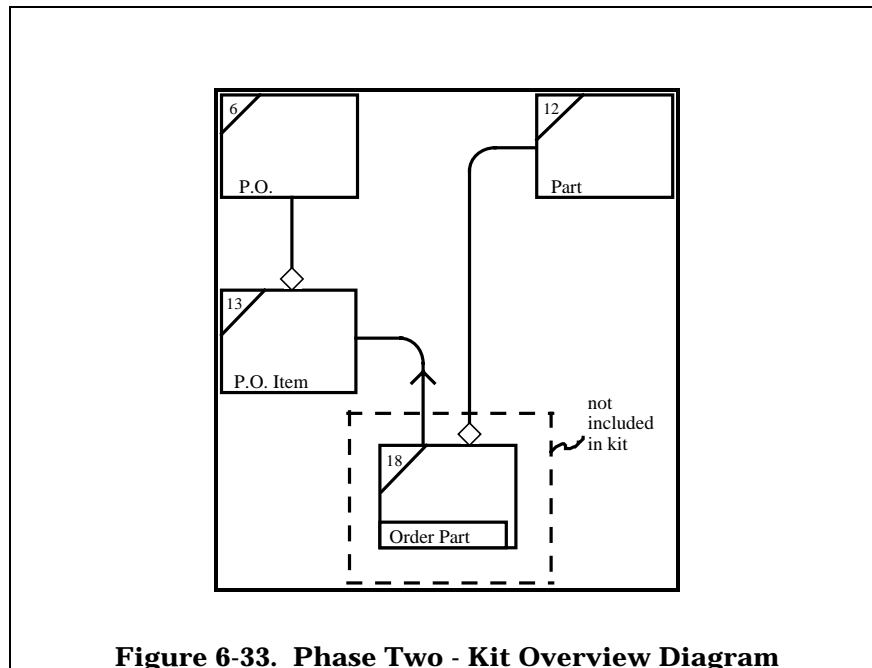 6
P.O.
12
Part
13
P.O. Item
not
included
in kit
18
Order Part
Figure 6-33. Phase Two - Kit Overview Diagram